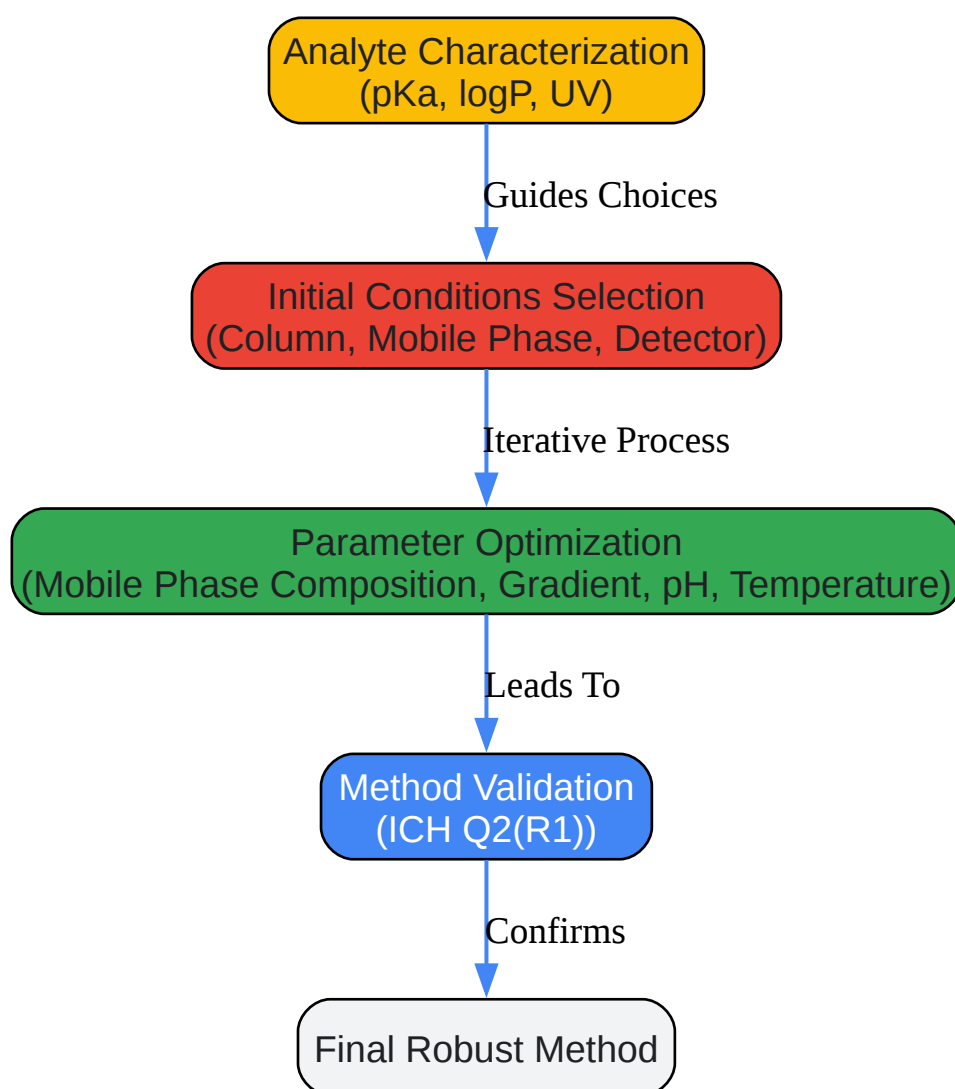 Analyte Characterization
(pKa, logP, UV)
Guides Choices
Initial Conditions Selection
(Column, Mobile Phase, Detector)
Iterative Process
Parameter Optimization
(Mobile Phase Composition, Gradient, pH, Temperature)
Leads To
Method Validation
(ICH Q2(R1))
Confirms
Final Robust Method